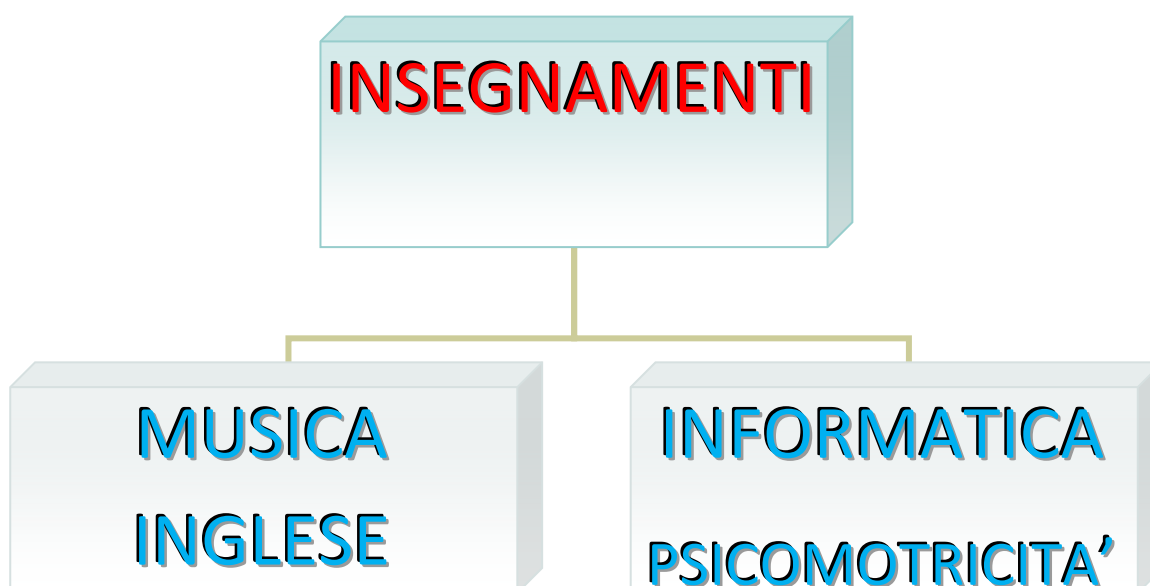 INSEGNAMENTI
MUSICA
INGLESE
INFORMATICA
PSICOMOTRICITA’